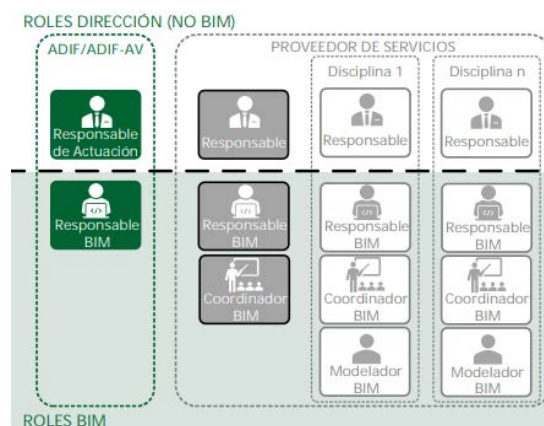 ROLES DIRECCIÓN (NO BIM)
ADIF/ADIF-AV
PROVEEDOR DE SERVICIOS
Disciplina 1
Disciplina n
Responsable
de Actuación
Responsable
Responsable
Responsable
Responsable
BIM
Responsable
BIM
Responsable
BIM
Responsable
BIM
Coordinador
BIM
Coordinador
BIM
Coordinador
BIM
Modelador
BIM
Modelador
BIM
ROLES BIM